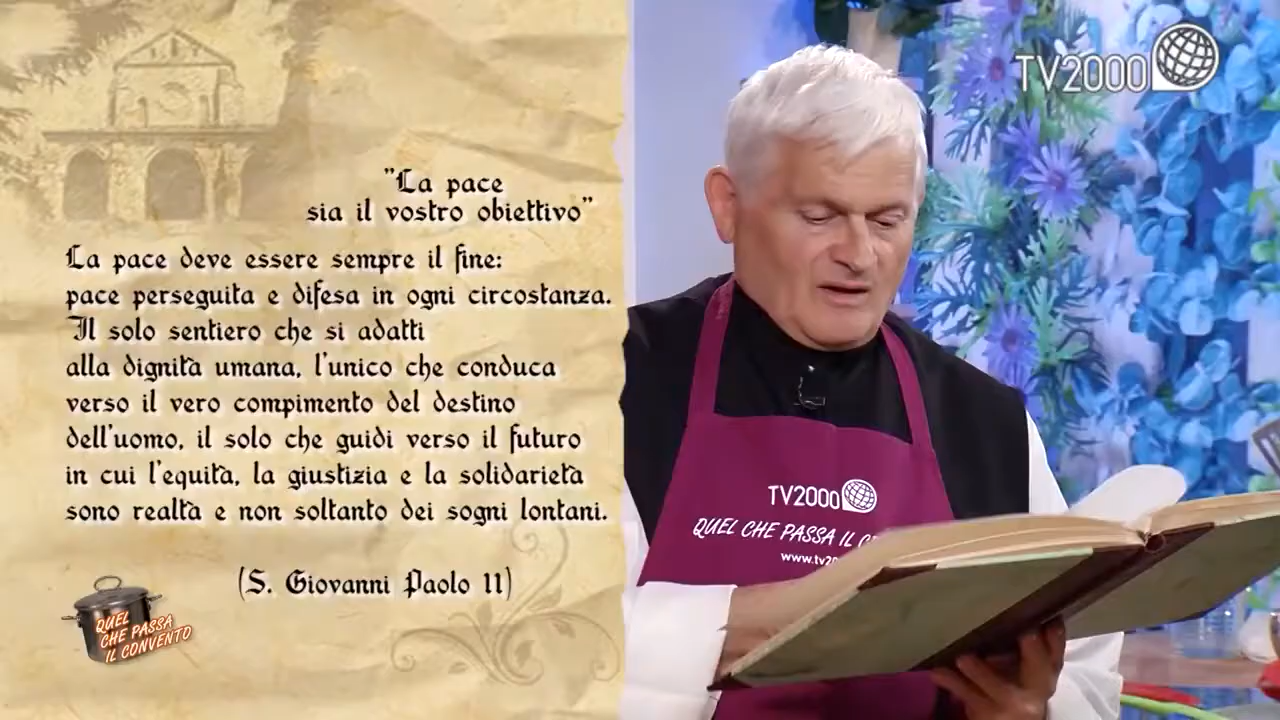 "La pace
sia il vostro obiettivo"
La pace deve essere sempre il fine:
pace perseguita e difesa in ogni circostanza.
Il solo sentiero che si adatti
alla dignità umana, l'unico che conduca
verso il vero compimento del destino
dell'uomo, il solo che guidi verso il futuro
in cui l'equità, la giustizia e la solidarietà
sono realtà e non soltanto dei sogni lontani.
(S. Giovanni Paolo II)
QUEL
CHE PASSA
IL CONVENTO
TV2000
TV2000
QUEL CHE PASSA IL
www.tv20